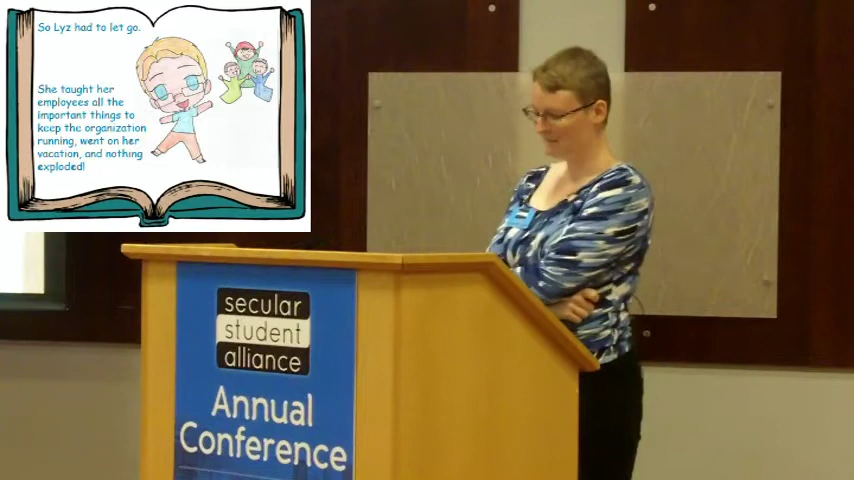 So Lyz had to let go.
She taught her
employees all the
important things to
keep the organization
running, went on her
vacation, and nothing
exploded!
secular
student
alliance
Annual
Conference